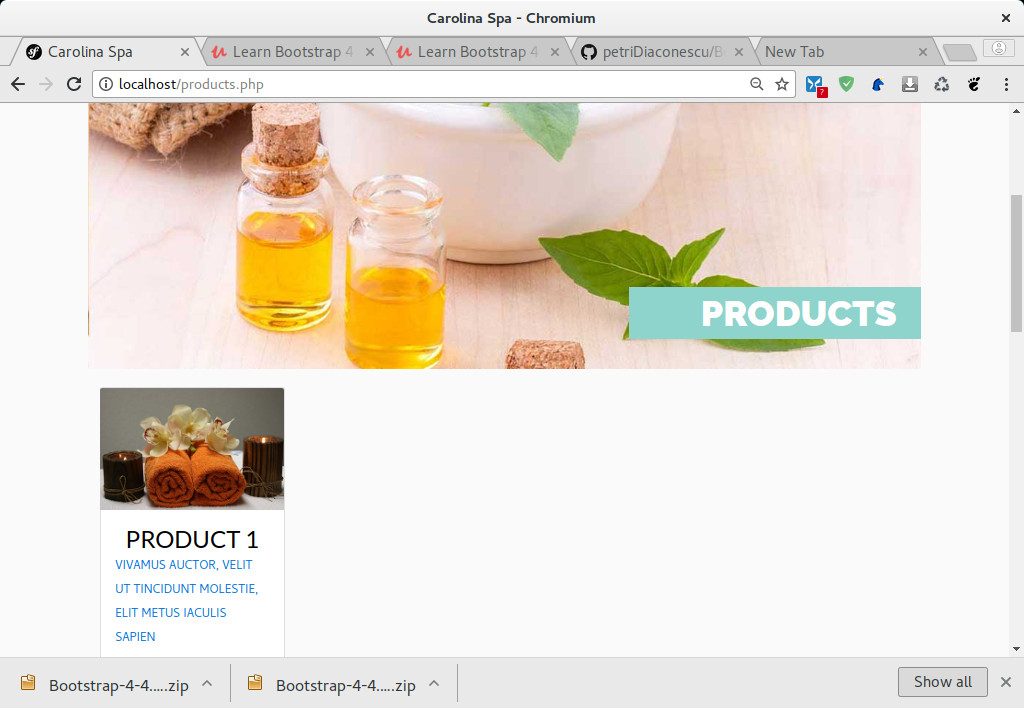 Carolina Spa - Chromium
Carolina Spa
Learn Bootstrap 4
Learn Bootstrap 4
petriDiaconescu/B
New Tab
localhost/products.php
?
PRODUCTS
PRODUCT 1
VIVAMUS AUCTOR, VELIT
UT TINCIDUNT MOLESTIE,
ELIT METUS IACULIS
SAPIEN
Bootstrap-4-4.....zip
Bootstrap-4-4.....zip
Show all